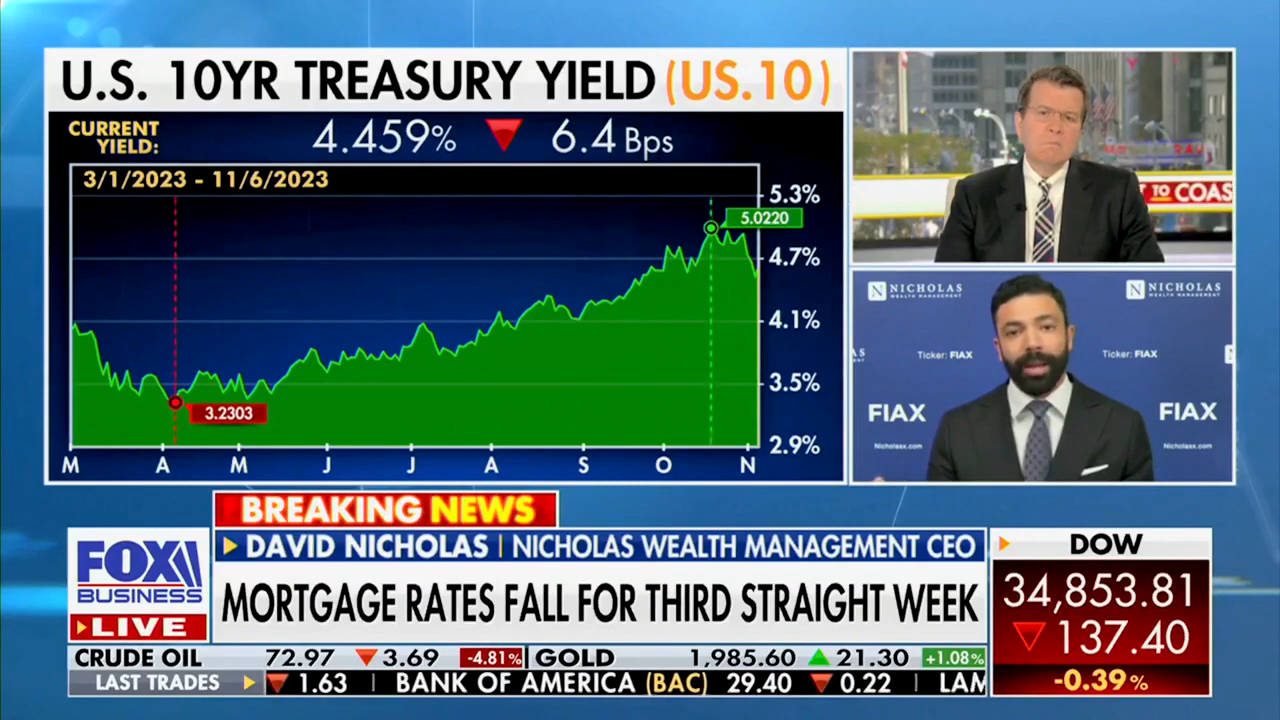 U.S. 10YR TREASURY YIELD (US.10)
CURRENT YIELD: 4.459% ▼ 6.4 Bps
3/1/2023 - 11/6/2023
5.3%
5.0220
4.7%
4.1%
3.5%
3.2303
2.9%
M A M J J A S O N
T TO COAS
NICHOLAS
WEALTH MANAGEMENT
NICHOLAS
WEALTH MANAGEMENT
Ticker: FIAX
Ticker: FIAX
FIAX
FIAX
Nicholasx.com
Nicholasx.com
BREAKING NEWS
DAVID NICHOLAS | NICHOLAS WEALTH MANAGEMENT CEO
MORTGAGE RATES FALL FOR THIRD STRAIGHT WEEK
FOX
BUSINESS
LIVE
DOW
34,853.81
▼ 137.40
-0.39%
CRUDE OIL 72.97 ▼ 3.69 -4.81% GOLD 1,985.60 ▲ 21.30 +1.08%
LAST TRADES ▼ 1.63 | BANK OF AMERICA (BAC) 29.40 ▼ 0.22 | LAM